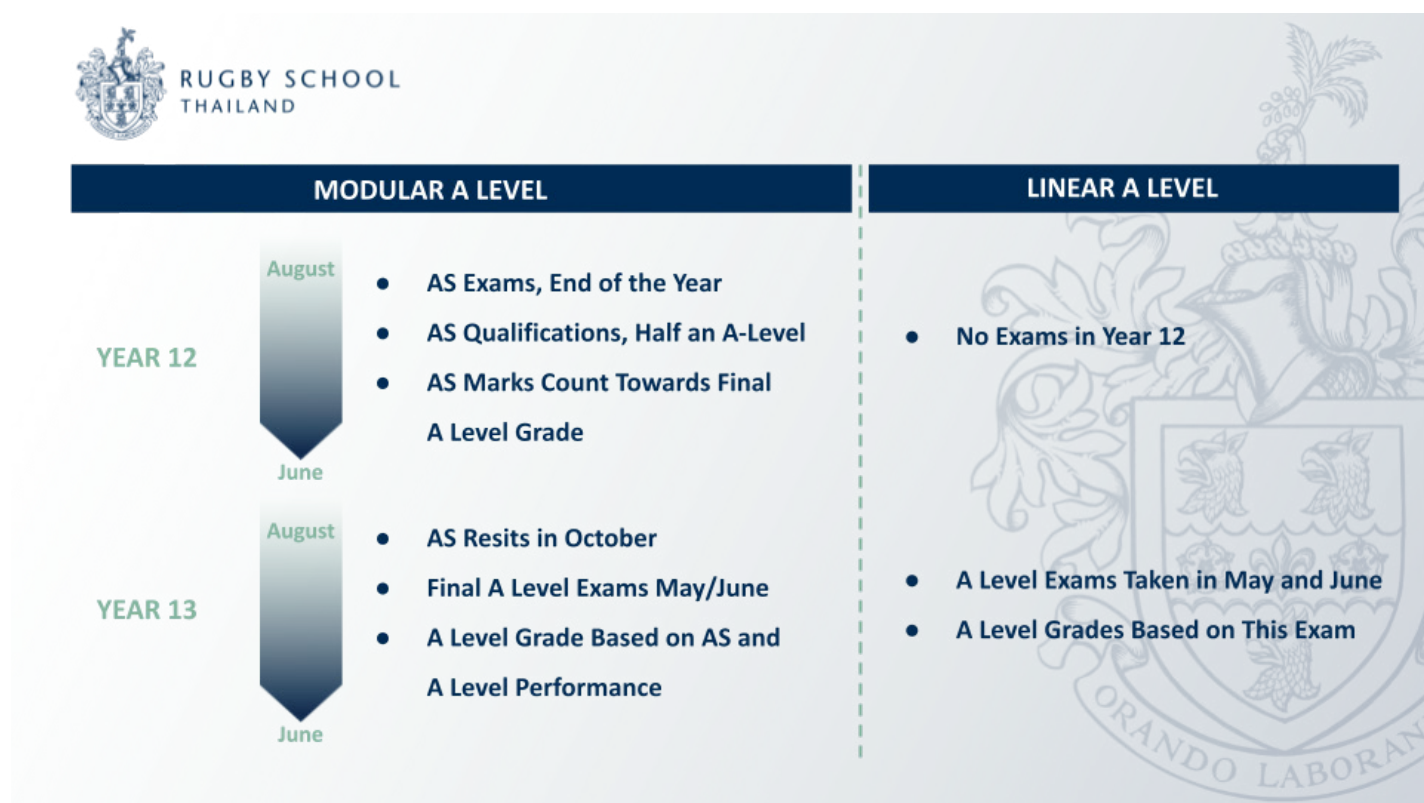 RUGBY SCHOOL
THAILAND
MODULAR A LEVEL
LINEAR A LEVEL
YEAR 12
August
June
● AS Exams, End of the Year
● AS Qualifications, Half an A-Level
● AS Marks Count Towards Final
A Level Grade
● No Exams in Year 12
YEAR 13
August
June
● AS Resits in October
● Final A Level Exams May/June
● A Level Grade Based on AS and
A Level Performance
● A Level Exams Taken in May and June
● A Level Grades Based on This Exam
ORANDO LABORAN